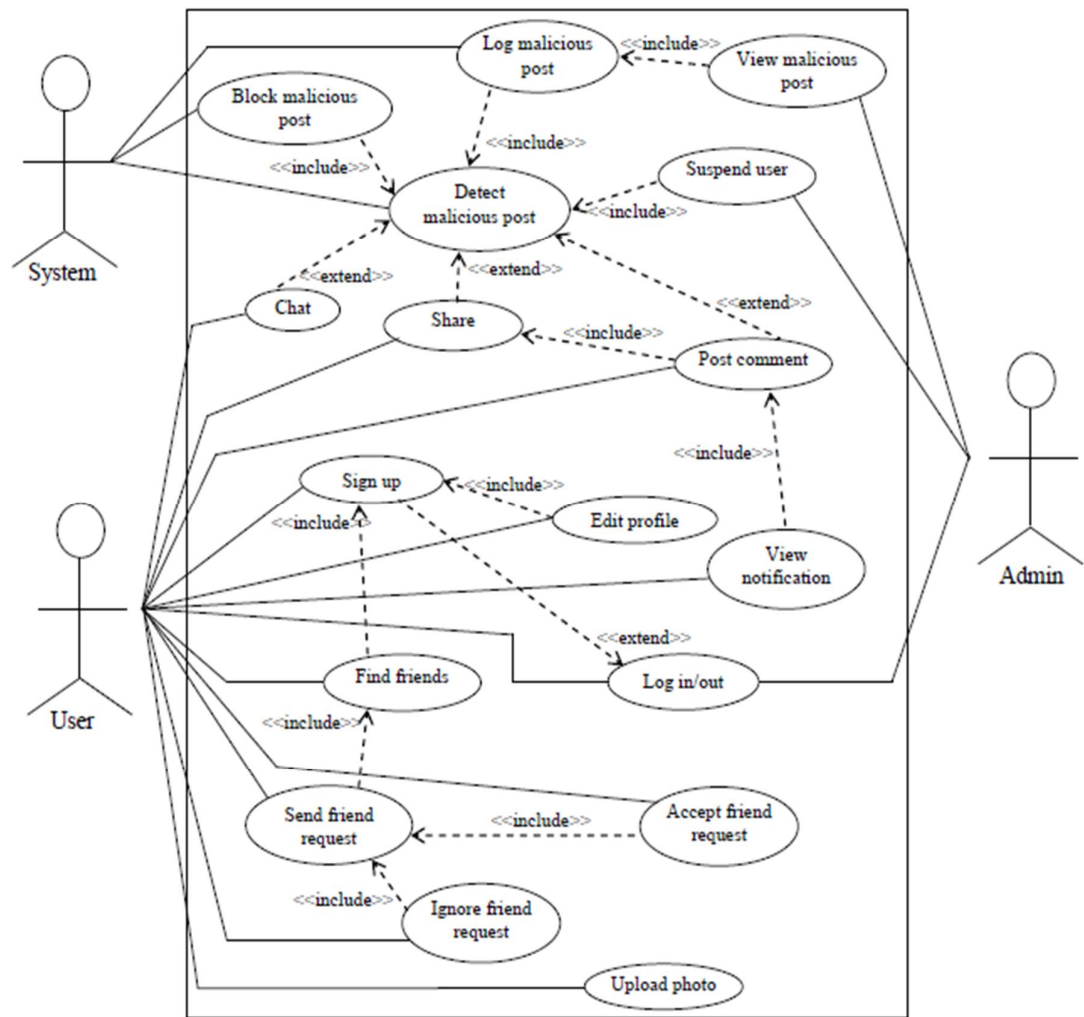 Log malicious
post
<<include>>
View malicious
post
Block malicious
post
<<include>>
<<include>>
Suspend user
Detect
malicious post
<<include>>
System
<<extend>>
<<extend>>
Chat
Share
<<extend>>
<<include>>
Post comment
<<include>>
Sign up
<<include>>
<<include>>
Edit profile
View
notification
Admin
<<extend>>
Find friends
Log in/out
User
<<include>>
Send friend
request
<<include>>
Accept friend
request
<<include>>
Ignore friend
request
Upload photo